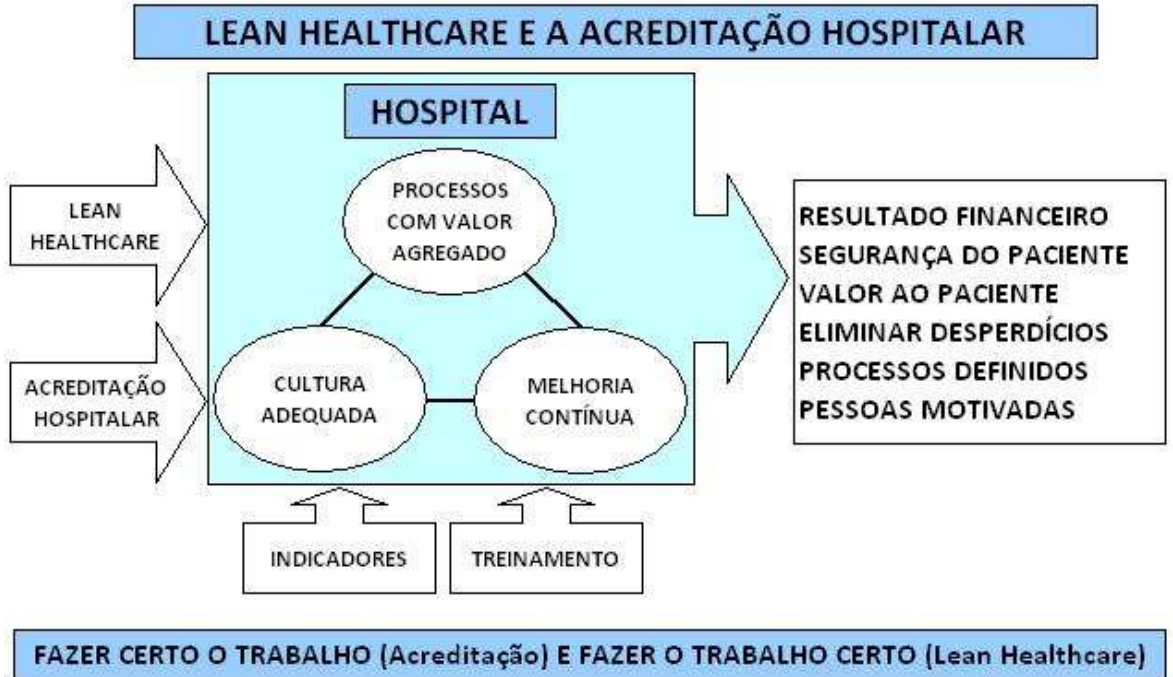 LEAN HEALTHCARE E A ACREDITAÇÃO HOSPITALAR
HOSPITAL
PROCESSOS
COM VALOR
AGREGADO
LEAN
HEALTHCARE
ACREDITAÇÃO
HOSPITALAR
CULTURA
ADEQUADA
MELHORIA
CONTÍNUA
RESULTADO FINANCEIRO
SEGURANÇA DO PACIENTE
VALOR AO PACIENTE
ELIMINAR DESPERDÍCIOS
PROCESSOS DEFINIDOS
PESSOAS MOTIVADAS
INDICADORES
TREINAMENTO
FAZER CERTO O TRABALHO (Acreditação) E FAZER O TRABALHO CERTO (Lean Healthcare)